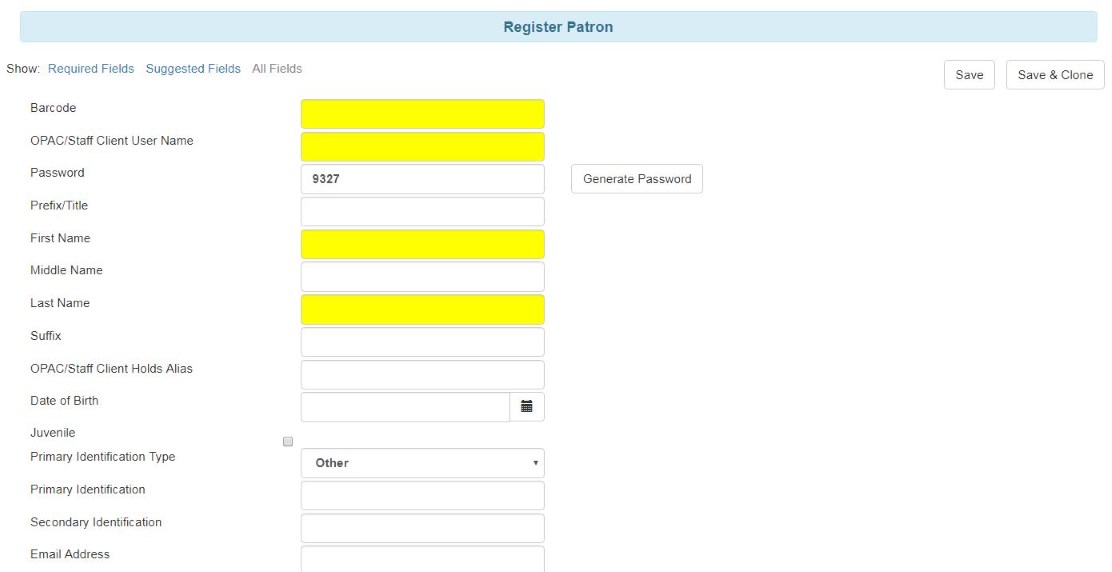 Register Patron
Show: Required Fields Suggested Fields All Fields
Save Save & Clone
Barcode
OPAC/Staff Client User Name
Password 9327 Generate Password
Prefix/Title
First Name
Middle Name
Last Name
Suffix
OPAC/Staff Client Holds Alias
Date of Birth
Juvenile
Primary Identification Type Other
Primary Identification
Secondary Identification
Email Address